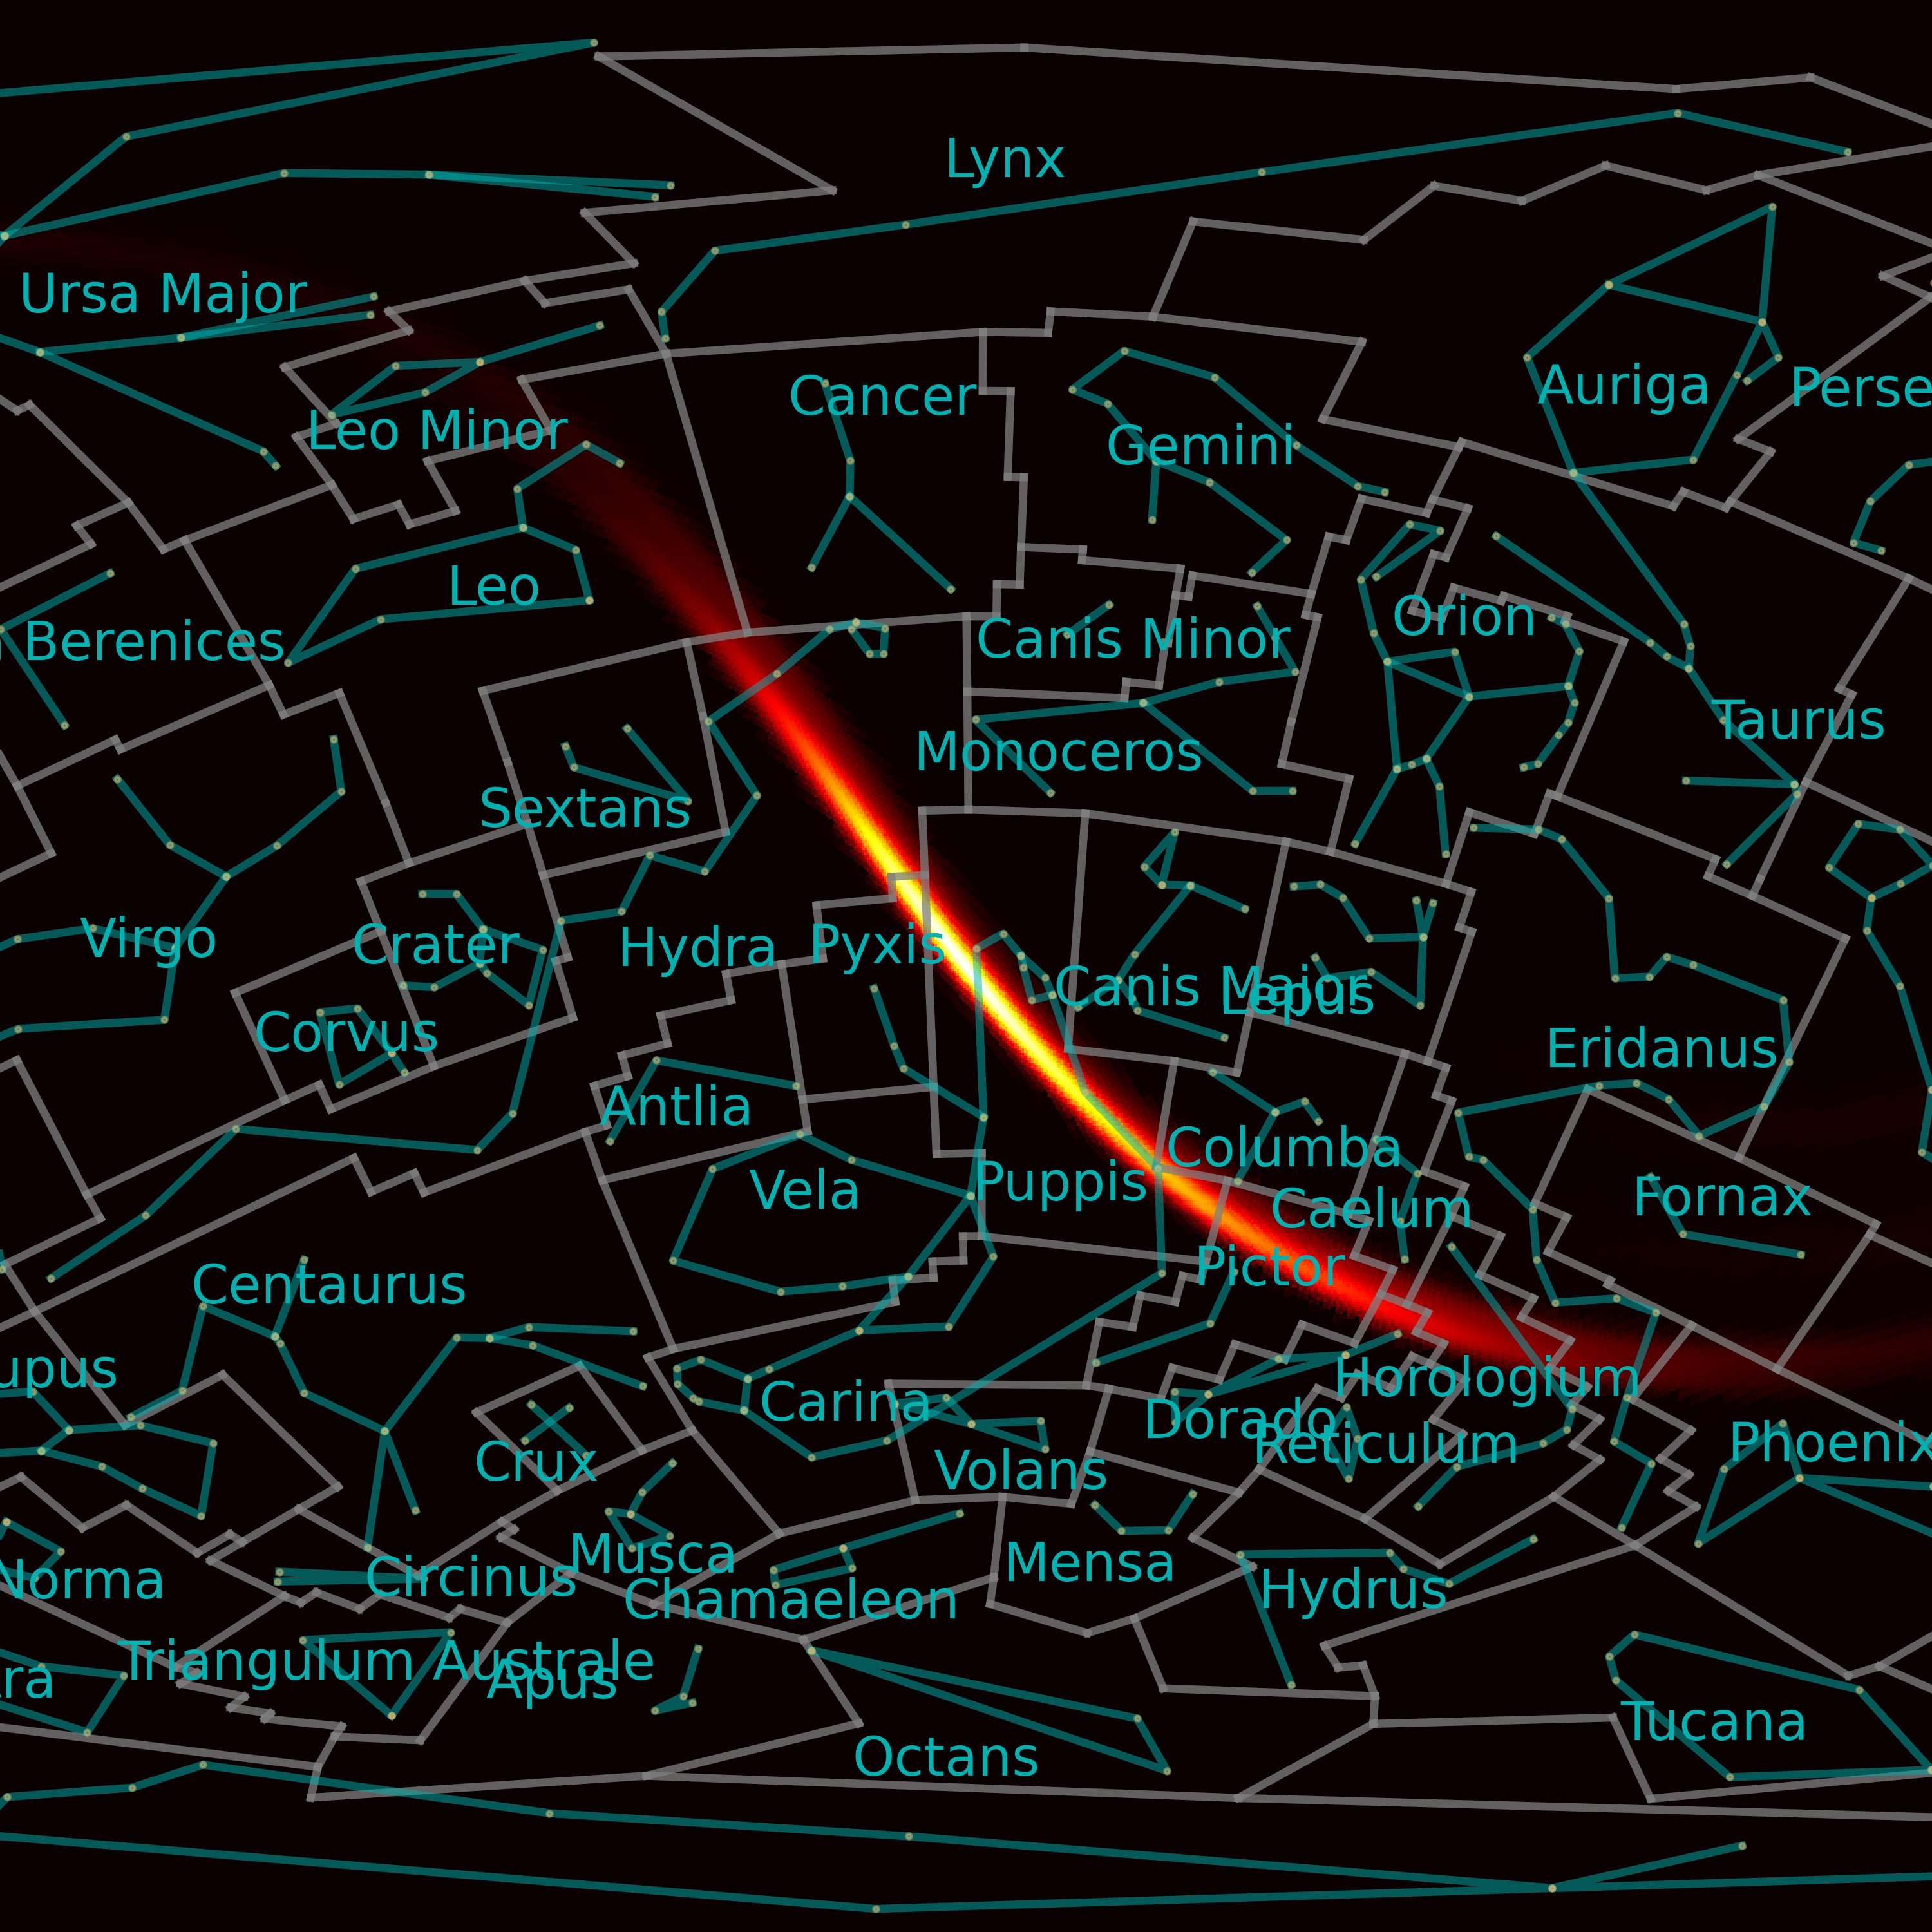 Lynx
Ursa Major
Cancer
Auriga
Perse
Leo Minor
Gemini
Leo
Orion
Berenices
Canis Minor
Taurus
Monoceros
Sextans
Virgo
Crater
Hydra
Pyxis
Canis Major
Lepus
Corvus
Eridanus
Antlia
Columba
Vela
Puppis
Caelum
Fornax
Pictor
Centaurus
upus
Horologium
Carina
Dorado
Reticulum
Phoenix
Crux
Volans
Musca
Mensa
Norma
Circinus
Chamaeleon
Hydrus
Triangulum Australe
ra
Apus
Tucana
Octans